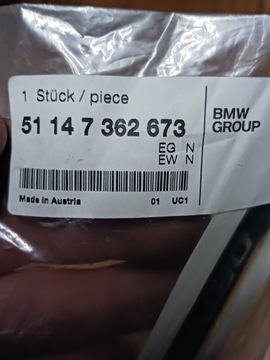 1 Stück / piece
51 14 7 362 673
EG N
EW N
BMW
GROUP
Made in Austria 01 UC1